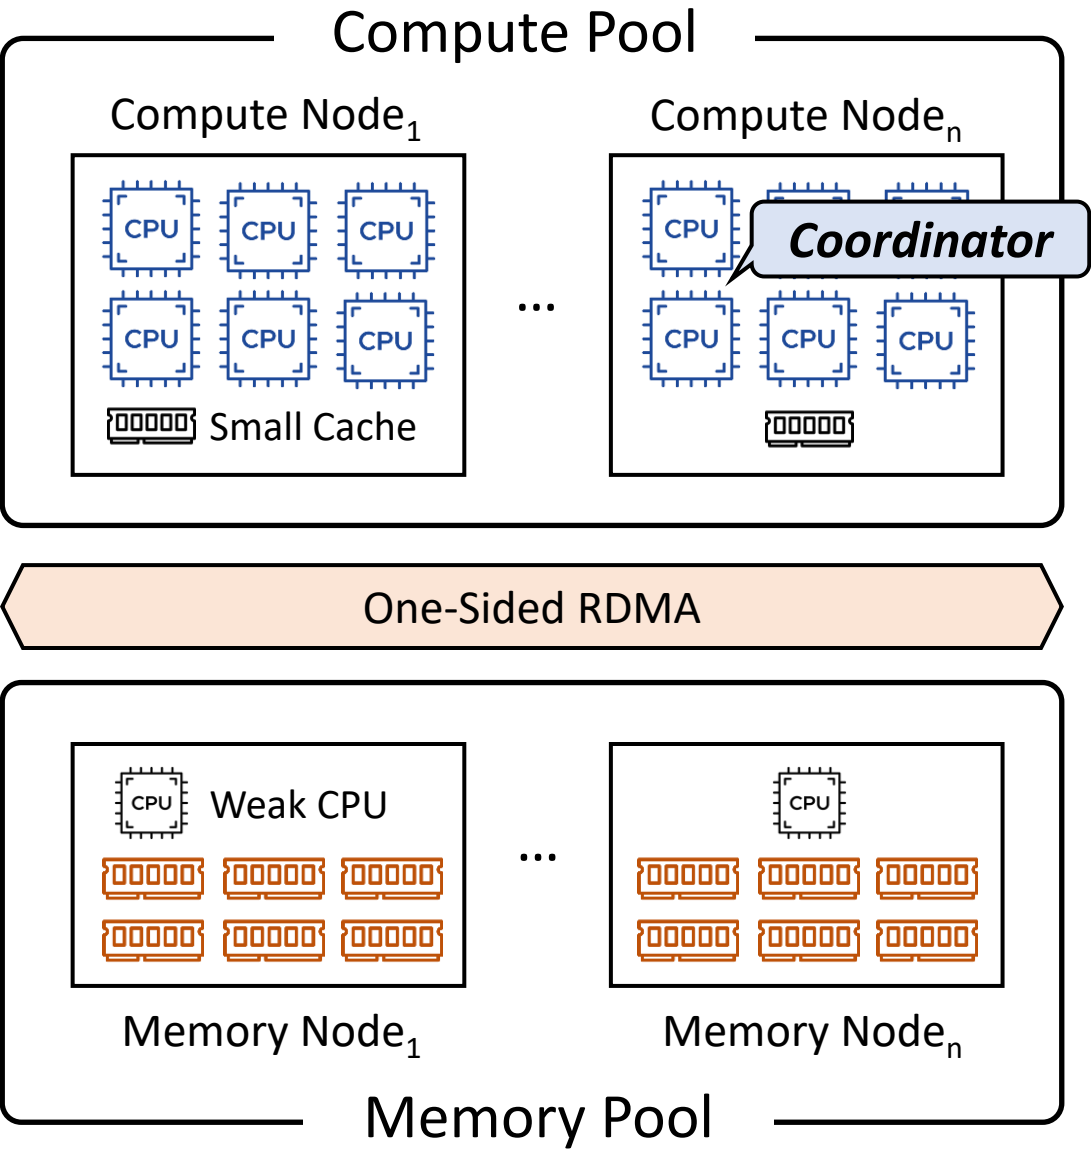 Compute Pool
Compute Node1
Compute Noden
CPU CPU CPU
CPU
Coordinator
...
CPU CPU CPU
CPU CPU CPU
Small Cache
One-Sided RDMA
CPU
Weak CPU
CPU
...
Memory Node1
Memory Noden
Memory Pool